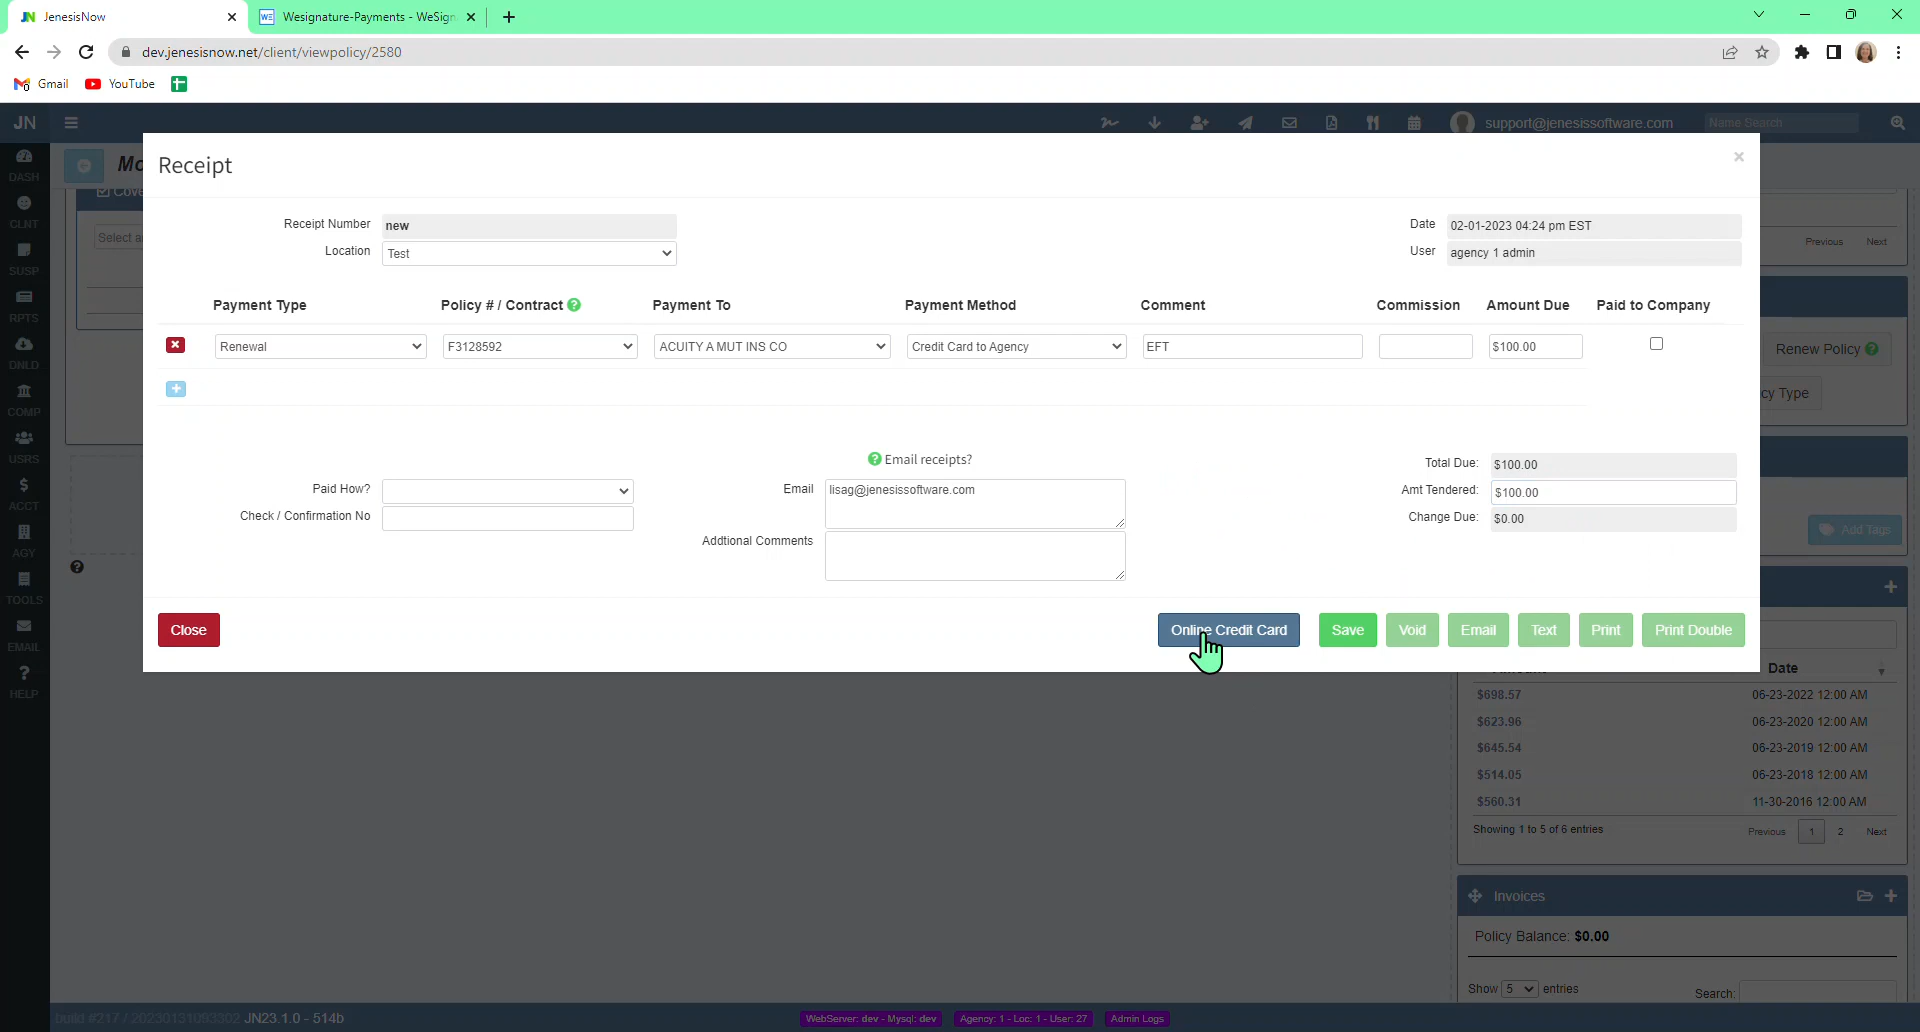 JenesisNow
Wesignature-Payments - WeSign
dev.jenesisnow.net/client/viewpolicy/2580
Gmail
YouTube
JN
support@jenesissoftware.com
Name Search
DASH
CLNT
SUSP
RPTS
DNLD
COMP
USRS
ACCT
AGY
TOOLS
EMAIL
HELP
Receipt
Receipt Number new
Date 02-01-2023 04:24 pm EST
Location Test
User agency 1 admin
Payment Type Policy # / Contract Payment To Payment Method Comment Commission Amount Due Paid to Company
Renewal F3128592 ACUITY A MUT INS CO Credit Card to Agency EFT $100.00
Email receipts?
Total Due: $100.00
Paid How?
Email lisag@jenesissoftware.com
Amt Tendered: $100.00
Check / Confirmation No
Change Due: $0.00
Addtional Comments
Close Online Credit Card Save Void Email Text Print Print Double
Select a
Previous Next
Renew Policy
cy Type
Add Tags
Date
$698.57 06-23-2022 12:00 AM
$623.96 06-23-2020 12:00 AM
$645.54 06-23-2019 12:00 AM
$514.05 06-23-2018 12:00 AM
$560.31 11-30-2016 12:00 AM
Showing 1 to 5 of 6 entries Previous 1 2 Next
Invoices
Policy Balance: $0.00
Show 5 entries Search:
build #217 / 20230131093302 JN23.1.0 - 514b
WebServer: dev - Mysql: dev
Agency: 1 - Loc: 1 - User: 27
Admin Logs